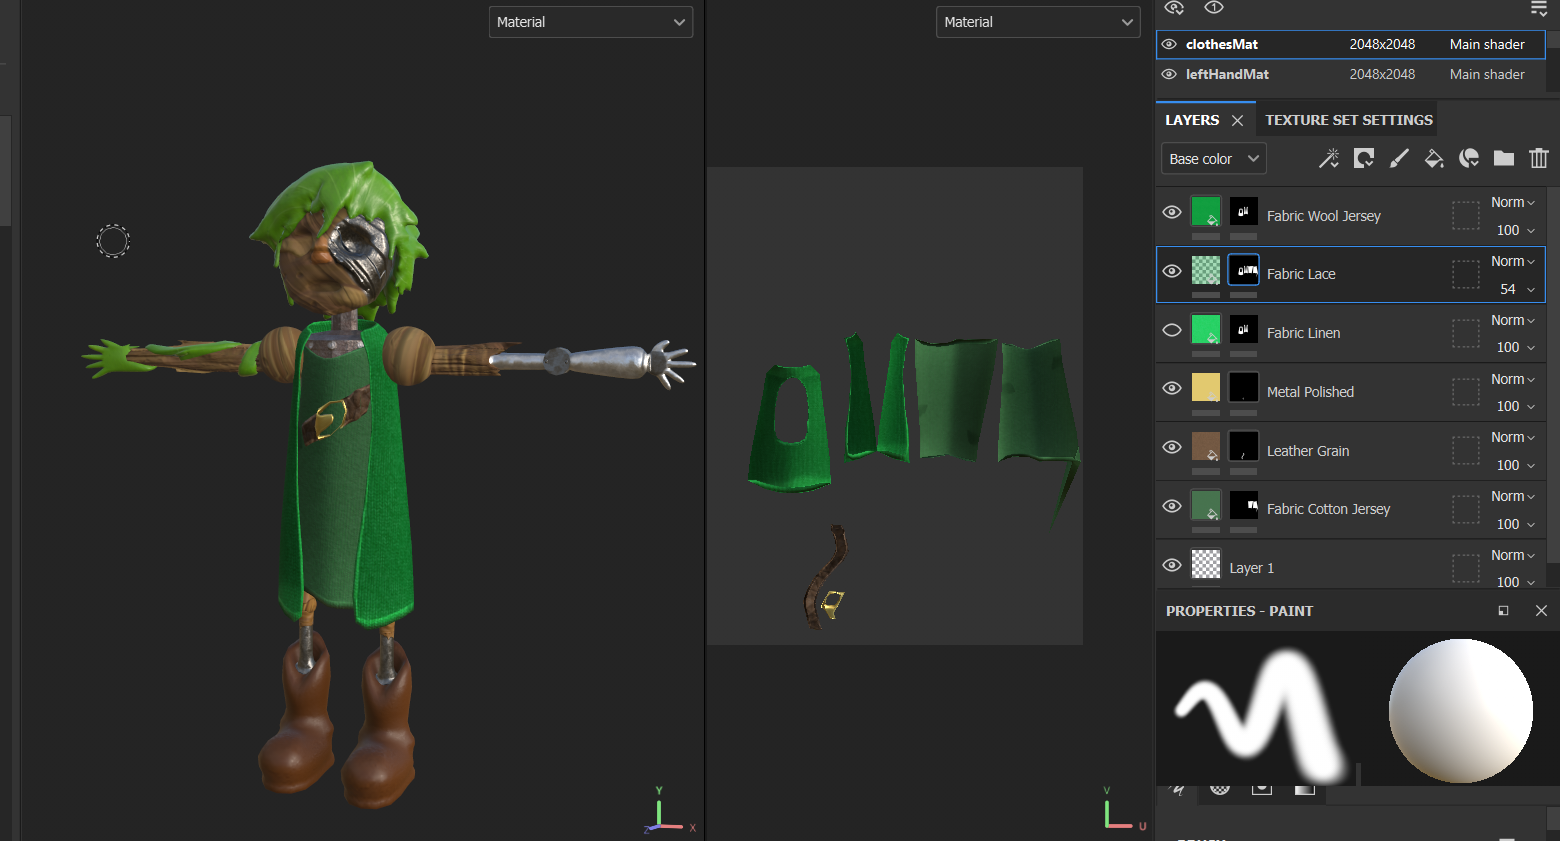 Material
Material
1
clothesMat 2048x2048 Main shader
leftHandMat 2048x2048 Main shader
LAYERS TEXTURE SET SETTINGS
Base color
Norm
Fabric Wool Jersey
100
Norm
Fabric Lace
54
Norm
Fabric Linen
100
Norm
Metal Polished
100
Norm
Leather Grain
100
Norm
Fabric Cotton Jersey
100
Norm
Layer 1
100
PROPERTIES - PAINT
Y
Z X
V
U